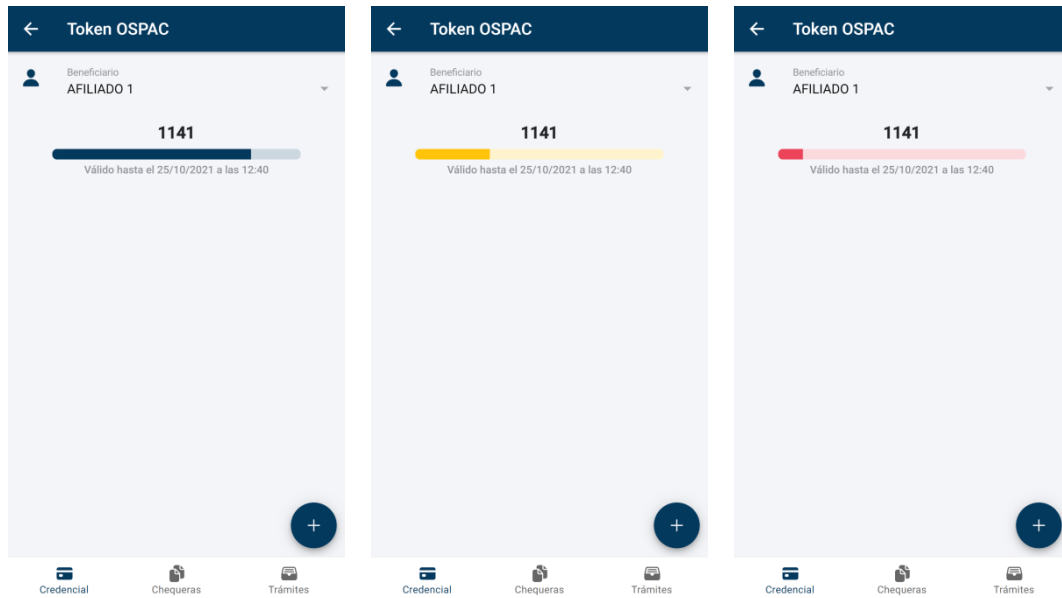 Token OSPAC
Beneficiario
AFILIADO 1
1141
Válido hasta el 25/10/2021 a las 12:40
Credencial
Chequeras
Trámites
Token OSPAC
Beneficiario
AFILIADO 1
1141
Válido hasta el 25/10/2021 a las 12:40
Credencial
Chequeras
Trámites
Token OSPAC
Beneficiario
AFILIADO 1
1141
Válido hasta el 25/10/2021 a las 12:40
Credencial
Chequeras
Trámites